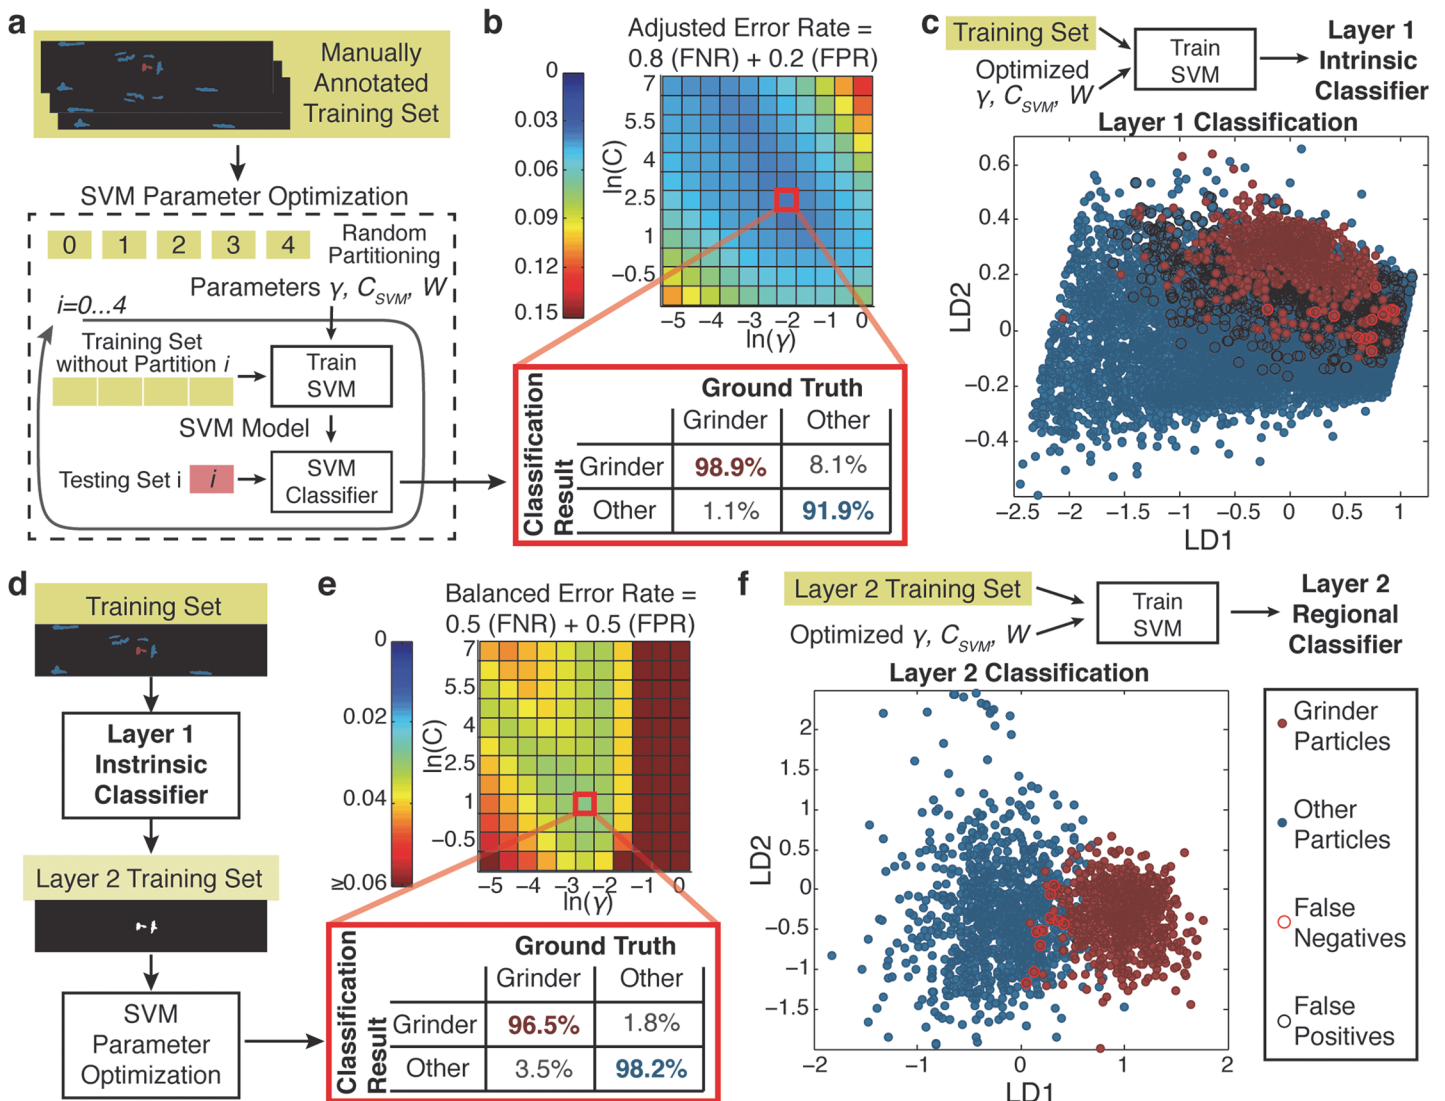 a
Manually
Annotated
Training Set
SVM Parameter Optimization
0 1 2 3 4
Random
Partitioning
Parameters γ, C_SVM, W
i=0...4
Training Set
without Partition i
Train
SVM
SVM Model
Testing Set i
i
SVM
Classifier
b
Adjusted Error Rate =
0.8 (FNR) + 0.2 (FPR)
0
0.03
0.06
0.09
0.12
0.15
ln(C)
7
5.5
4
2.5
1
−0.5
−5 −4 −3 −2 −1 0
ln(γ)
Classification
Result
Ground Truth
Grinder Other
Grinder 98.9% 8.1%
Other 1.1% 91.9%
c
Training Set
Optimized
γ, C_SVM, W
Train
SVM
Layer 1
Intrinsic
Classifier
Layer 1 Classification
LD2
0.6
0.4
0.2
0
−0.2
−0.4
−2.5 −2 −1.5 −1 −0.5 0 0.5 1
LD1
d
Training Set
Layer 1
Instrinsic
Classifier
Layer 2 Training Set
SVM
Parameter
Optimization
e
Balanced Error Rate =
0.5 (FNR) + 0.5 (FPR)
0
0.02
0.04
≥0.06
ln(C)
7
5.5
4
2.5
1
−0.5
−5 −4 −3 −2 −1 0
ln(γ)
Classification
Result
Ground Truth
Grinder Other
Grinder 96.5% 1.8%
Other 3.5% 98.2%
f
Layer 2 Training Set
Optimized γ, C_SVM, W
Train
SVM
Layer 2
Regional
Classifier
Layer 2 Classification
LD2
2
1.5
1
0.5
0
−0.5
−1
−1.5
−2 −1 0 1 2
LD1
Grinder
Particles
Other
Particles
False
Negatives
False
Positives